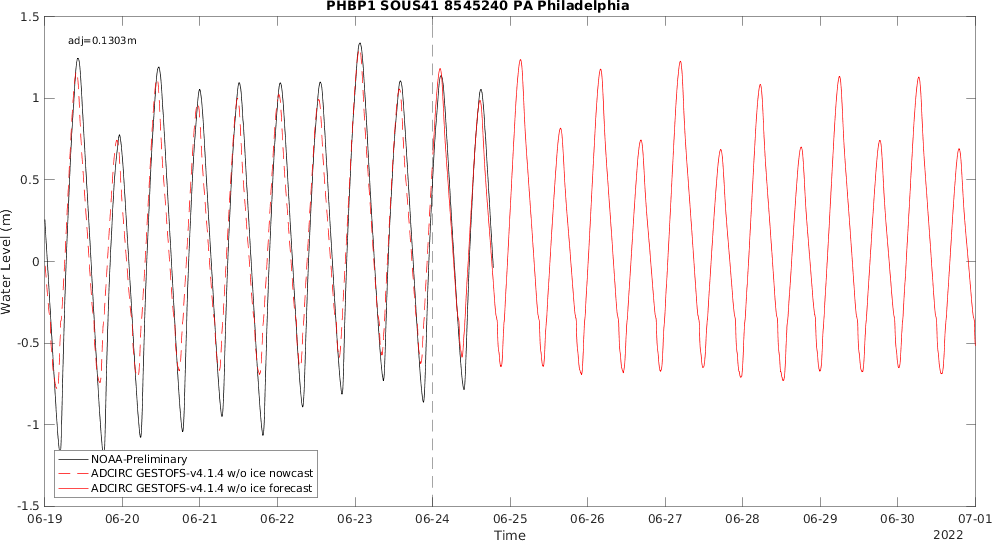 PHBP1 SOUS41 8545240 PA Philadelphia
adj=0.1303m
1.5
1
0.5
0
-0.5
-1
-1.5
Water Level (m)
NOAA-Preliminary
ADCIRC GESTOFS-v4.1.4 w/o ice nowcast
ADCIRC GESTOFS-v4.1.4 w/o ice forecast
06-19 06-20 06-21 06-22 06-23 06-24 06-25 06-26 06-27 06-28 06-29 06-30 07-01
Time
2022